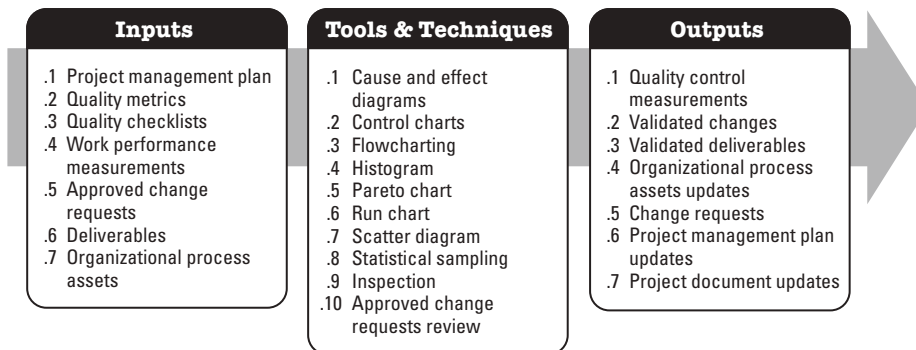 Inputs
.1 Project management plan
.2 Quality metrics
.3 Quality checklists
.4 Work performance
measurements
.5 Approved change
requests
.6 Deliverables
.7 Organizational process
assets
Tools & Techniques
.1 Cause and effect
diagrams
.2 Control charts
.3 Flowcharting
.4 Histogram
.5 Pareto chart
.6 Run chart
.7 Scatter diagram
.8 Statistical sampling
.9 Inspection
.10 Approved change
requests review
Outputs
.1 Quality control
measurements
.2 Validated changes
.3 Validated deliverables
.4 Organizational process
assets updates
.5 Change requests
.6 Project management plan
updates
.7 Project document updates